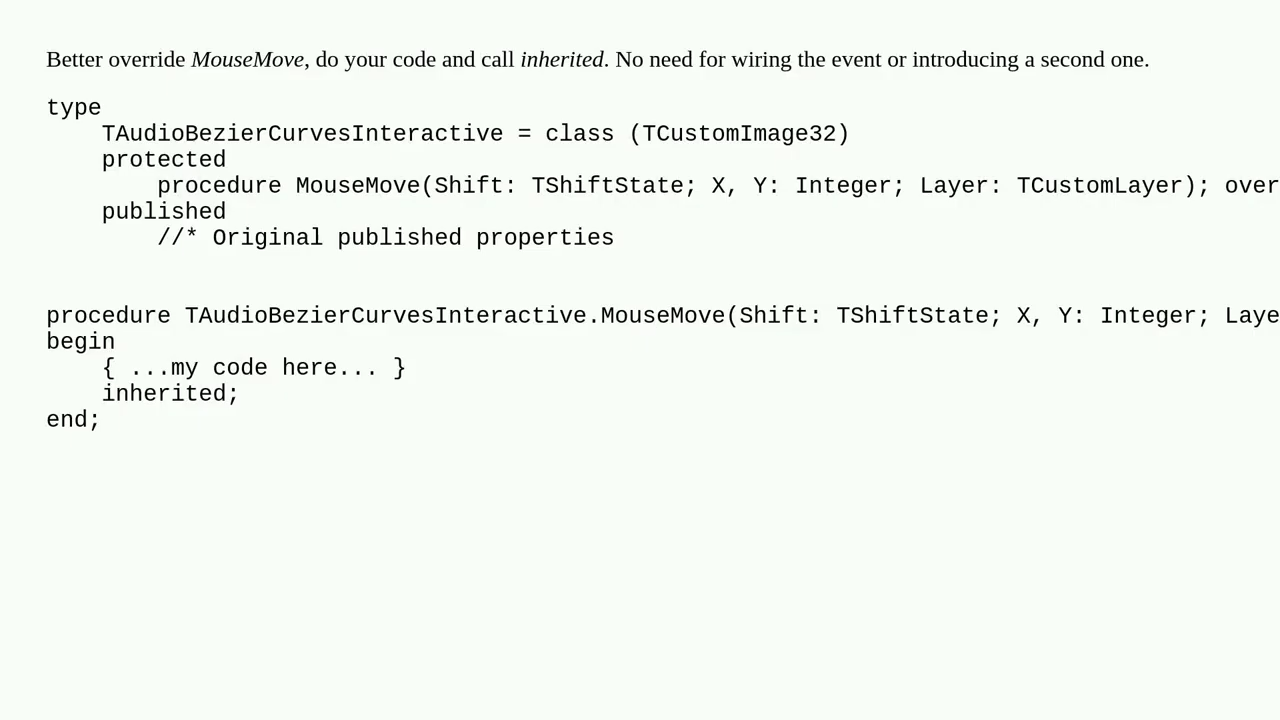 Better override MouseMove, do your code and call inherited. No need for wiring the event or introducing a second one.
type
    TAudioBezierCurvesInteractive = class (TCustomImage32)
    protected
        procedure MouseMove(Shift: TShiftState; X, Y: Integer; Layer: TCustomLayer); over
    published
        //* Original published properties
procedure TAudioBezierCurvesInteractive.MouseMove(Shift: TShiftState; X, Y: Integer; Laye
begin
    { ...my code here... }
    inherited;
end;